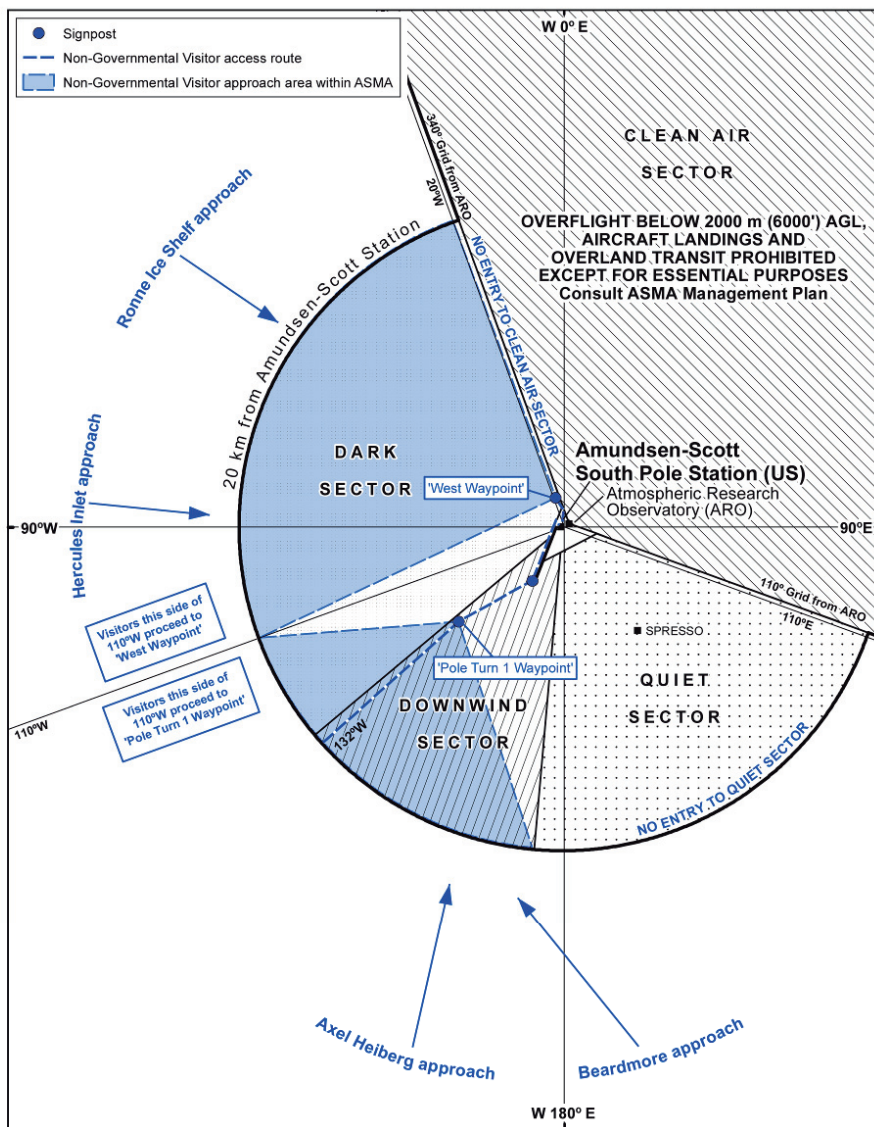 Signpost
Non-Governmental Visitor access route
Non-Governmental Visitor approach area within ASMA
W 0º E
340º Grid from ARO
20ºW
CLEAN AIR
SECTOR
OVERFLIGHT BELOW 2000 m (6000') AGL,
AIRCRAFT LANDINGS AND
OVERLAND TRANSIT PROHIBITED
EXCEPT FOR ESSENTIAL PURPOSES
Consult ASMA Management Plan
Ronne Ice Shelf approach
20 km from Amundsen-Scott Station
NO ENTRY TO CLEAN AIR SECTOR
DARK
SECTOR
'West Waypoint'
Amundsen-Scott
South Pole Station (US)
Atmospheric Research
Observatory (ARO)
Hercules Inlet approach
90ºW
90ºE
110º Grid from ARO
110ºE
Visitors this side of
110ºW proceed to
'West Waypoint'
SPRESSO
'Pole Turn 1 Waypoint'
QUIET
SECTOR
Visitors this side of
110ºW proceed to
'Pole Turn 1 Waypoint'
110ºW
132ºW
DOWNWIND
SECTOR
NO ENTRY TO QUIET SECTOR
Axel Heiberg approach
Beardmore approach
W 180º E